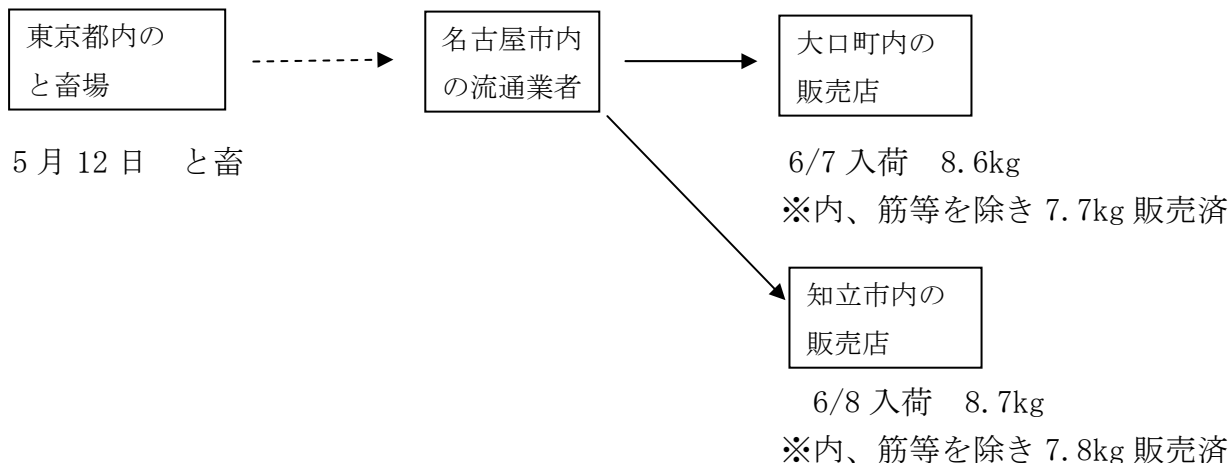 東京都内の
と畜場
5月12日　と畜
名古屋市内
の流通業者
大口町内の
販売店
6/7 入荷　8.6kg
※内、筋等を除き 7.7kg 販売済
知立市内の
販売店
6/8 入荷　8.7kg
※内、筋等を除き 7.8kg 販売済